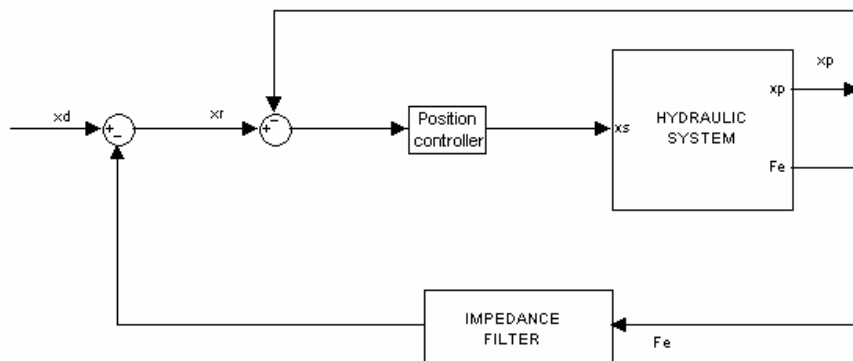 xp
xd
xr
+
-
+
-
Position
controller
xs
HYDRAULIC
SYSTEM
xp
Fe
IMPEDANCE
FILTER
Fe